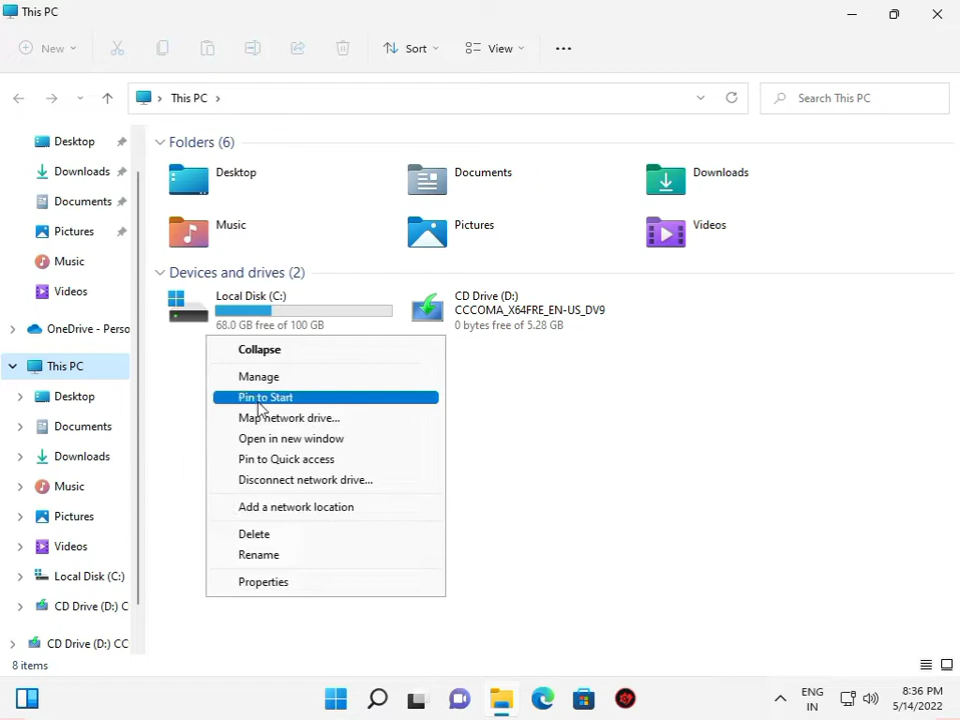 This PC
New
Sort
View
This PC
Search This PC
Desktop
Downloads
Documents
Pictures
Music
Videos
OneDrive - Perso
This PC
Desktop
Documents
Downloads
Music
Pictures
Videos
Local Disk (C:)
CD Drive (D:) C
CD Drive (D:) CC
Folders (6)
Desktop
Documents
Downloads
Music
Pictures
Videos
Devices and drives (2)
Local Disk (C:)
68.0 GB free of 100 GB
CD Drive (D:)
CCCOMA_X64FRE_EN-US_DV9
0 bytes free of 5.28 GB
Collapse
Manage
Pin to Start
Map network drive...
Open in new window
Pin to Quick access
Disconnect network drive...
Add a network location
Delete
Rename
Properties
8 items
ENG
IN
8:36 PM
5/14/2022